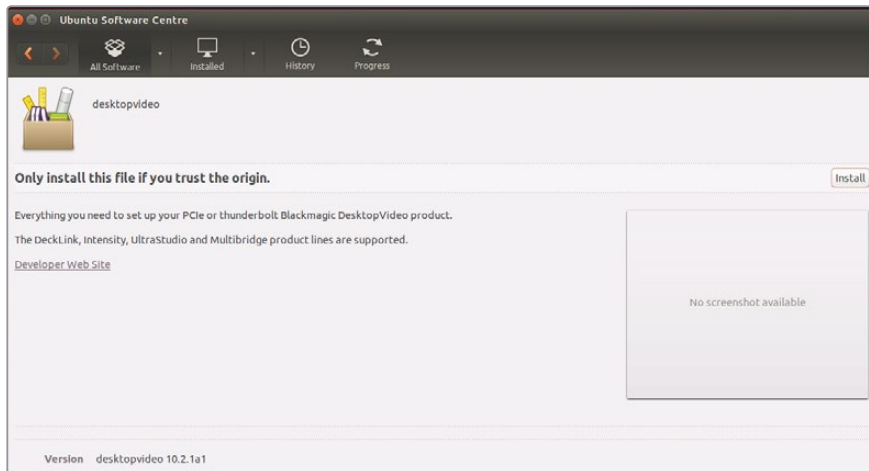 Ubuntu Software Centre
All Software
Installed
History
Progress
desktopvideo
Only install this file if you trust the origin.
Install
Everything you need to set up your PCIe or thunderbolt Blackmagic DesktopVideo product.
The DeckLink, Intensity, UltraStudio and Multibridge product lines are supported.
Developer Web Site
No screenshot available
Version desktopvideo 10.2.1a1